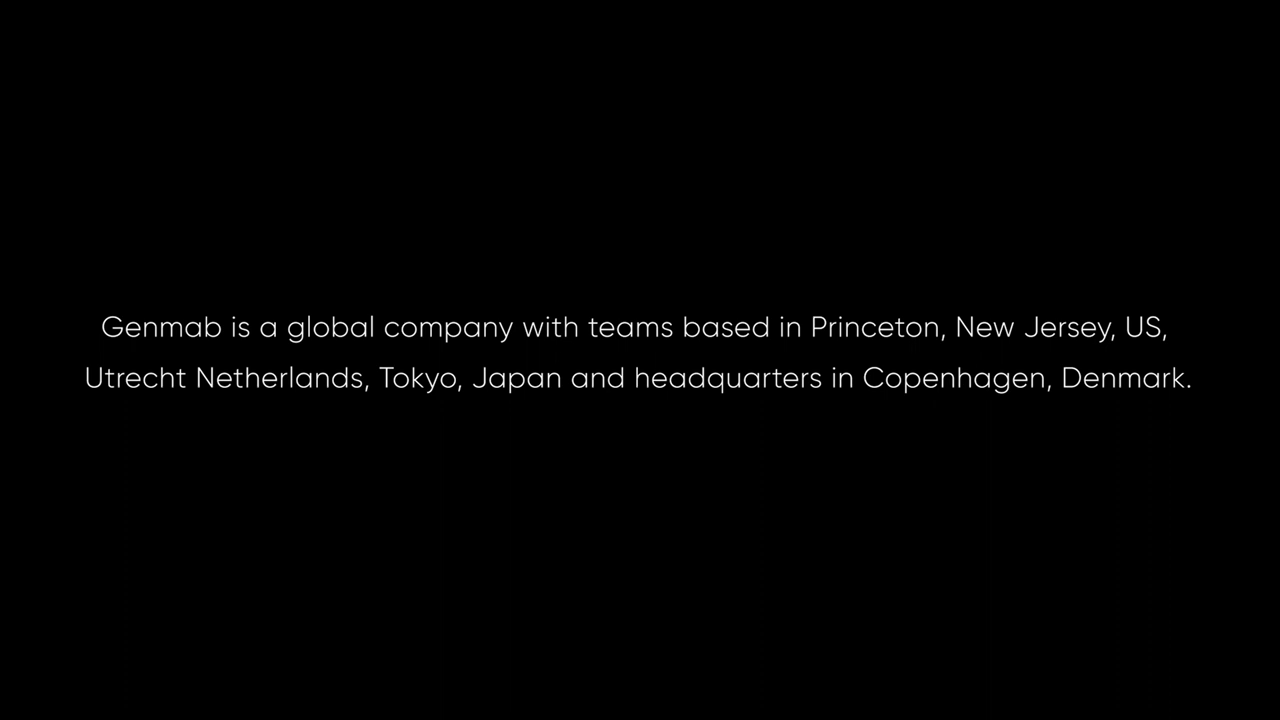 Genmab is a global company with teams based in Princeton, New Jersey, US,
Utrecht Netherlands, Tokyo, Japan and headquarters in Copenhagen, Denmark.